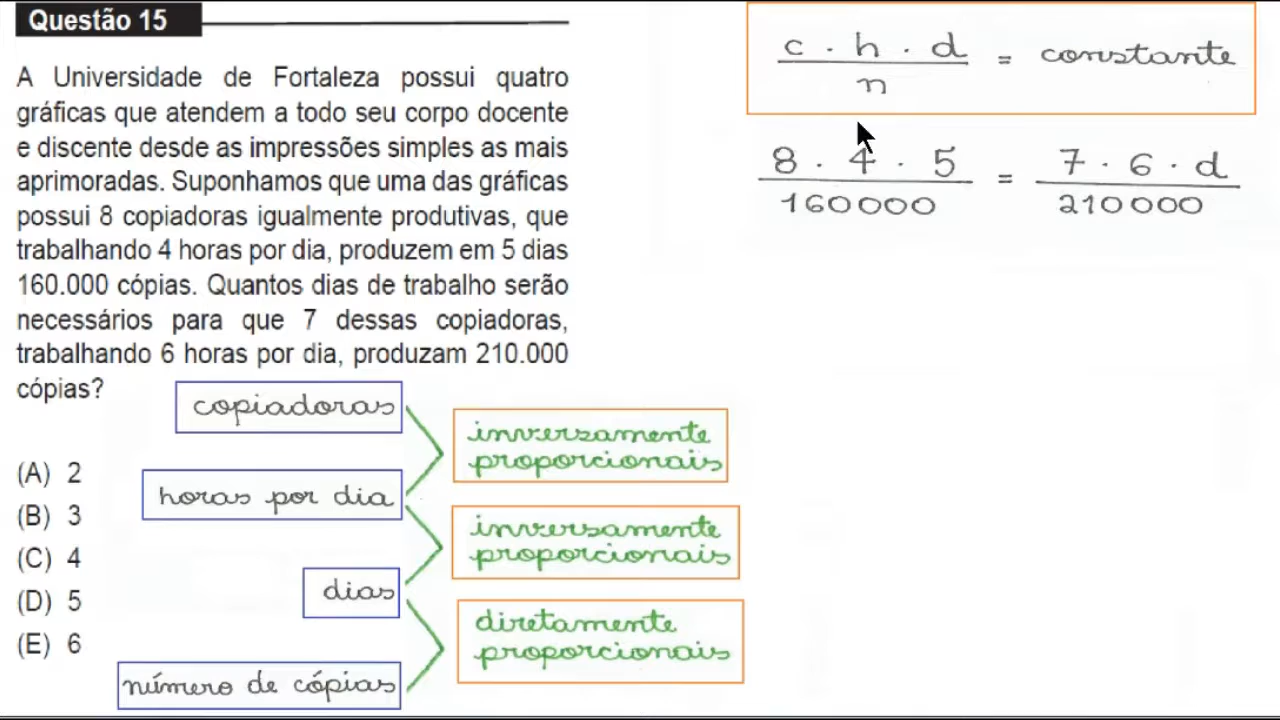 Questão 15
A Universidade de Fortaleza possui quatro
gráficas que atendem a todo seu corpo docente
e discente desde as impressões simples as mais
aprimoradas. Suponhamos que uma das gráficas
possui 8 copiadoras igualmente produtivas, que
trabalhando 4 horas por dia, produzem em 5 dias
160.000 cópias. Quantos dias de trabalho serão
necessários para que 7 dessas copiadoras,
trabalhando 6 horas por dia, produzam 210.000
cópias?
(A) 2
(B) 3
(C) 4
(D) 5
(E) 6
copiadoras
horas por dia
dias
número de cópias
inversamente
proporcionais
inversamente
proporcionais
diretamente
proporcionais
c . h . d
n
= constante
8 . 4 . 5
160000
=
7 . 6 . d
210000